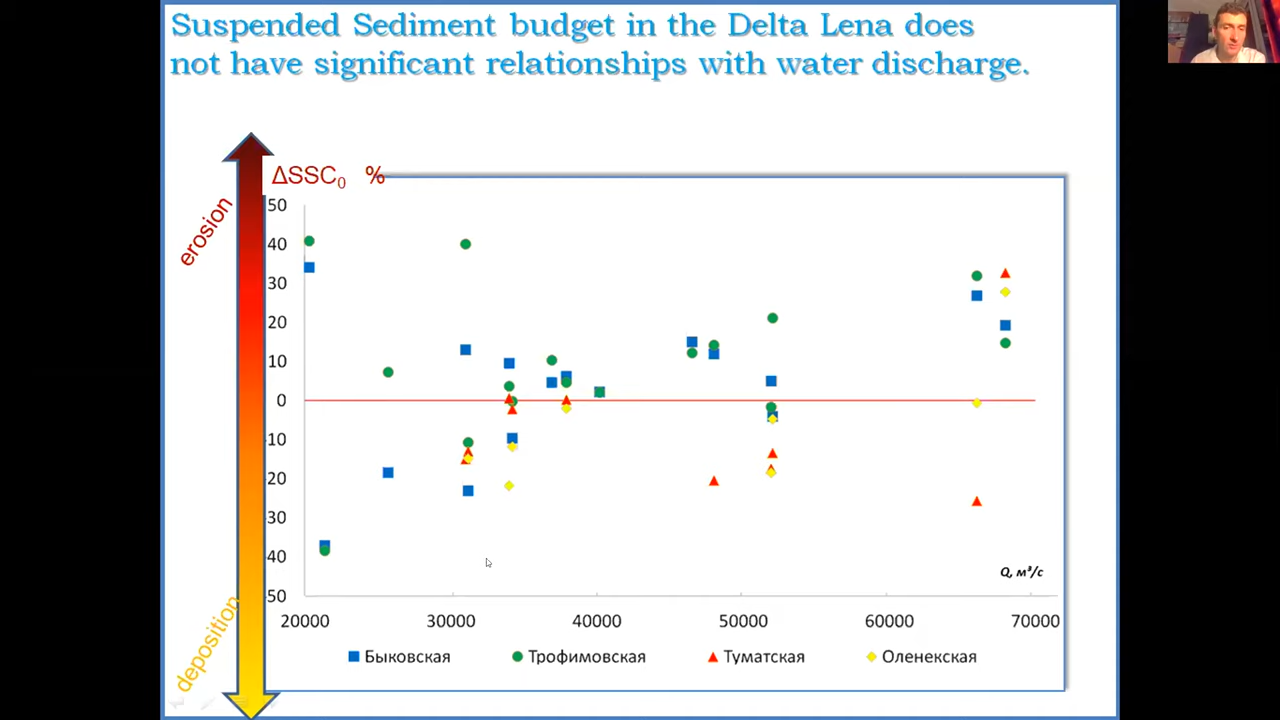 Suspended Sediment budget in the Delta Lena does
not have significant relationships with water discharge.
ΔSSC₀ %
erosion
deposition
50
40
30
20
10
0
10
20
30
40
50
20000 30000 40000 50000 60000 70000
Q, м³/с
Быковская Трофимовская Туматская Оленекская